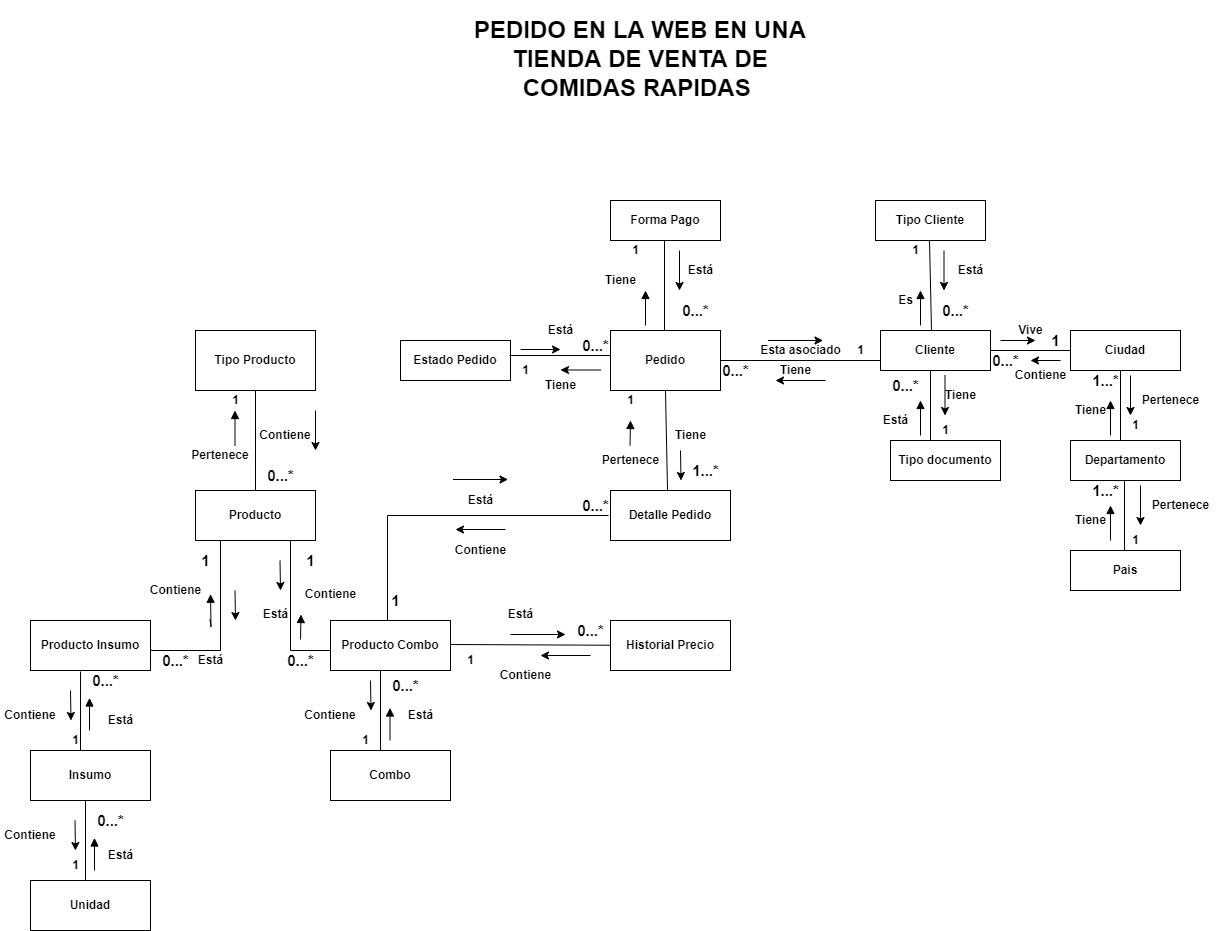 PEDIDO EN LA WEB EN UNA
TIENDA DE VENTA DE
COMIDAS RAPIDAS
Forma Pago
Tipo Cliente
1
1
Está
Está
Tiene
Es
0...*
0...*
Está
Vive
0...*
1
Tipo Producto
Estado Pedido
Pedido
Esta asociado
1
Cliente
Ciudad
0...*
1
Tiene
0...*
Tiene
Contiene
0...*
1...*
1
1
Tiene
Pertenece
Tiene
Contiene
Está
1
1
Pertenece
Tiene
Pertenece
Tipo documento
Departamento
0...*
1...*
1...*
Está
0...*
Tiene
Pertenece
Producto
Detalle Pedido
1
Contiene
País
1
1
Contiene
Contiene
1
Está
Está
0...*
Producto Insumo
Producto Combo
Historial Precio
0...*
Está
0...*
1
Contiene
0...*
0...*
Contiene
Está
Contiene
Está
1
1
Insumo
Combo
0...*
Contiene
Está
1
Unidad